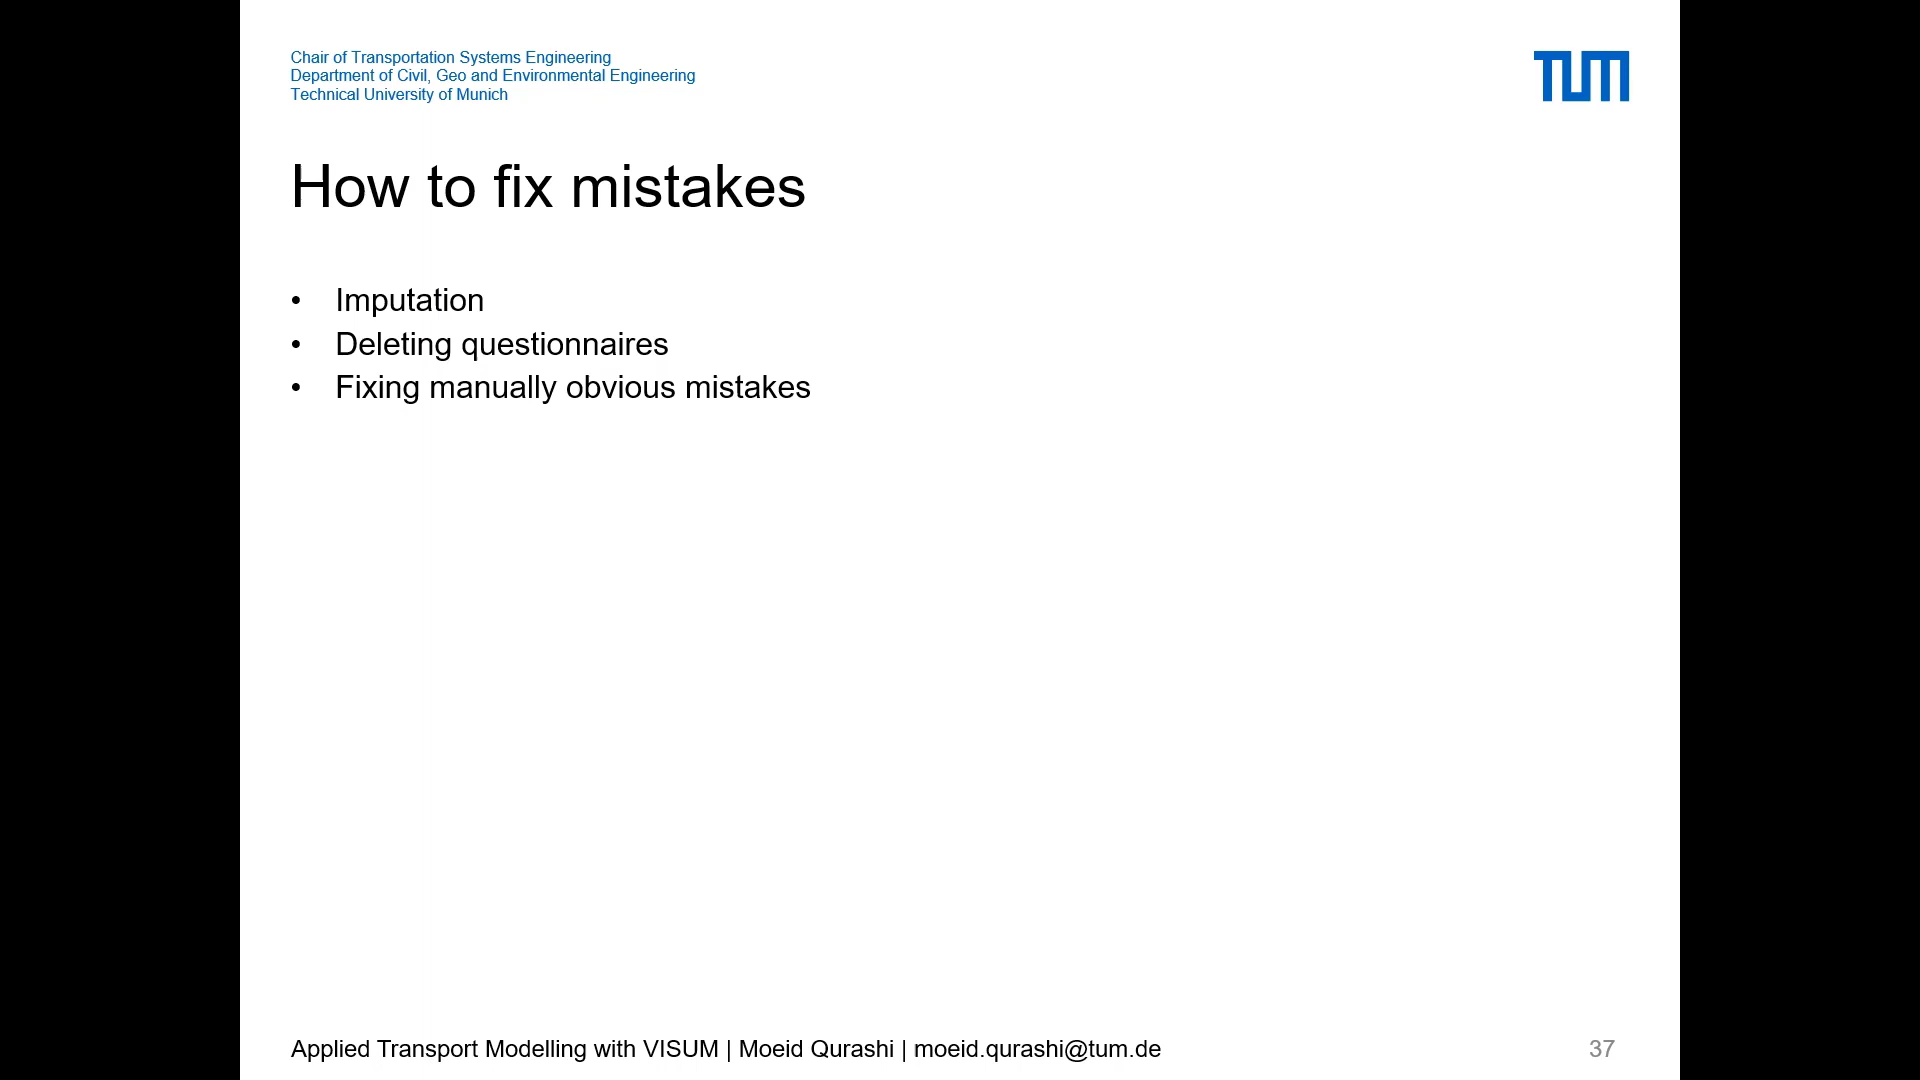 Chair of Transportation Systems Engineering
Department of Civil, Geo and Environmental Engineering
Technical University of Munich
TUM
How to fix mistakes
• Imputation
• Deleting questionnaires
• Fixing manually obvious mistakes
Applied Transport Modelling with VISUM | Moeid Qurashi | moeid.qurashi@tum.de
37